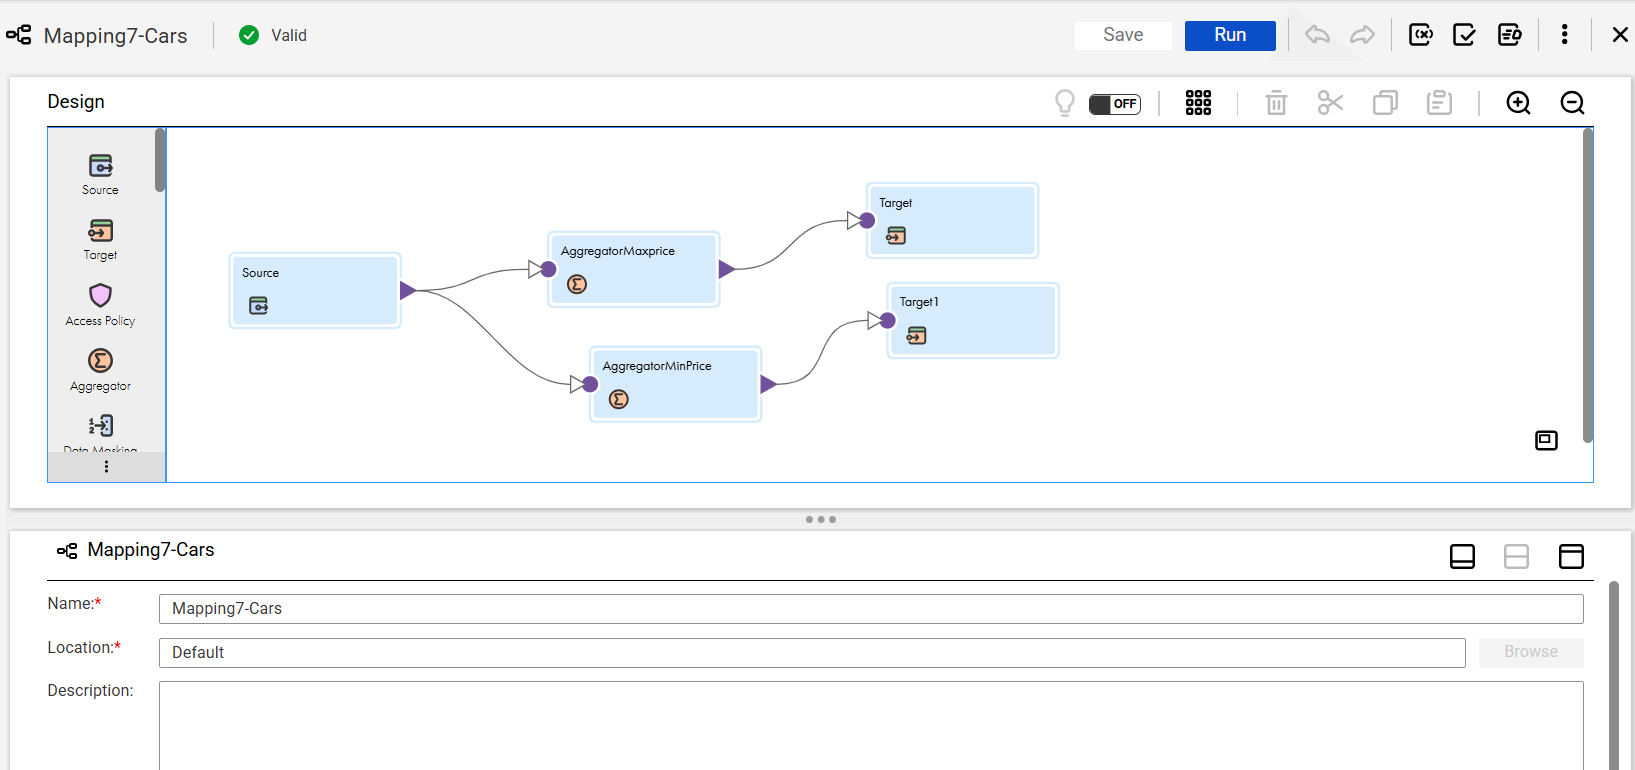 Mapping7-Cars
Valid
Save
Run
Design
OFF
Source
Target
Access Policy
Aggregator
Data Masking
Source
AggregatorMaxprice
AggregatorMinPrice
Target
Target1
Mapping7-Cars
Name:*
Mapping7-Cars
Location:*
Default
Browse
Description: